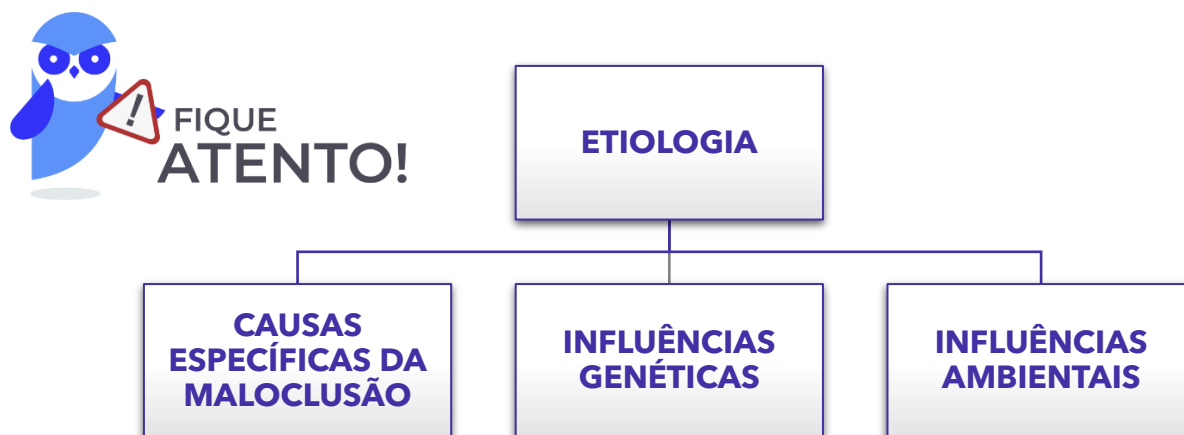 FIQUE
ATENTO!
ETIOLOGIA
CAUSAS
ESPECÍFICAS DA
MALOCLUSÃO
INFLUÊNCIAS
GENÉTICAS
INFLUÊNCIAS
AMBIENTAIS